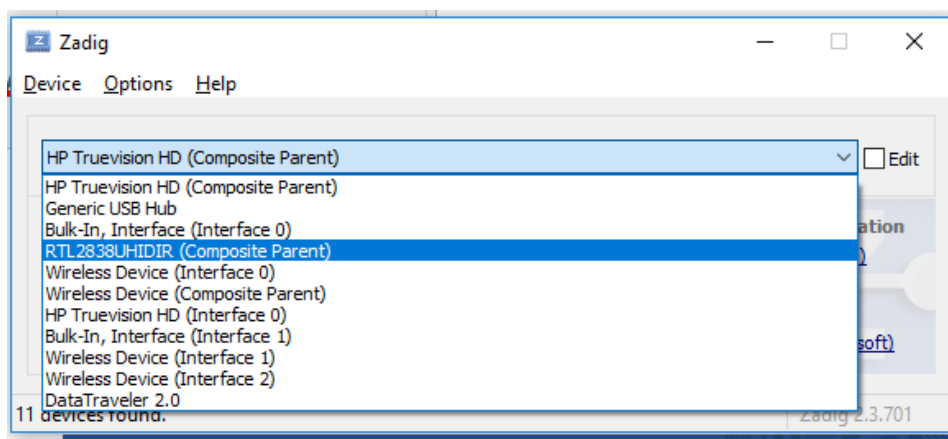 Zadig
Device Options Help
HP Truevision HD (Composite Parent)
Edit
HP Truevision HD (Composite Parent)
Generic USB Hub
Bulk-In, Interface (Interface 0)
RTL2838UHIDIR (Composite Parent)
Wireless Device (Interface 0)
Wireless Device (Composite Parent)
HP Truevision HD (Interface 0)
Bulk-In, Interface (Interface 1)
Wireless Device (Interface 1)
Wireless Device (Interface 2)
DataTraveler 2.0
ation
)
soft)
11 devices found.
Zadig 2.3.701